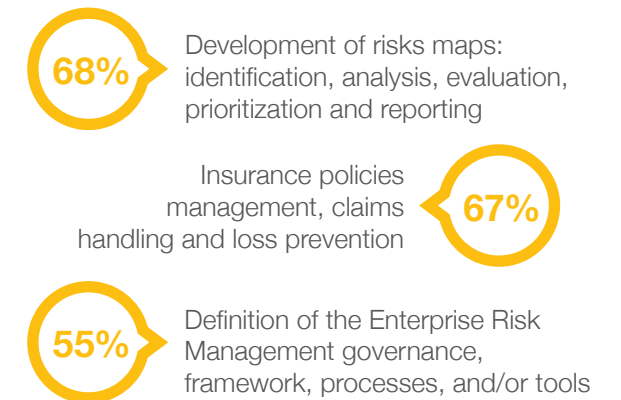 68%
Development of risks maps:
identification, analysis, evaluation,
prioritization and reporting
Insurance policies
management, claims
handling and loss prevention
67%
55%
Definition of the Enterprise Risk
Management governance,
framework, processes, and/or tools